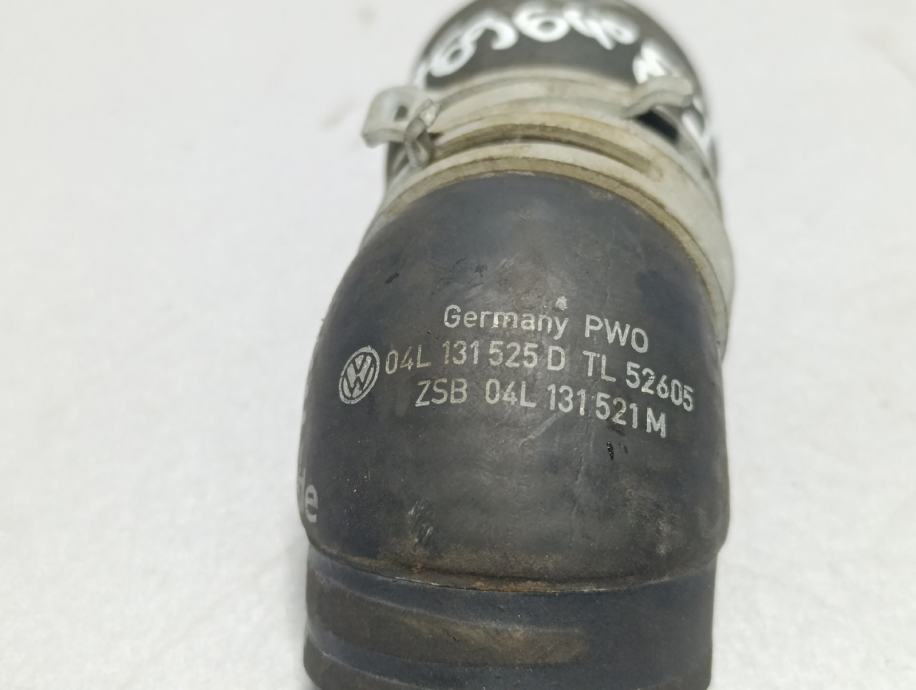 Germany PWO
04L 131 525 D TL 52605
ZSB 04L 131 521 M